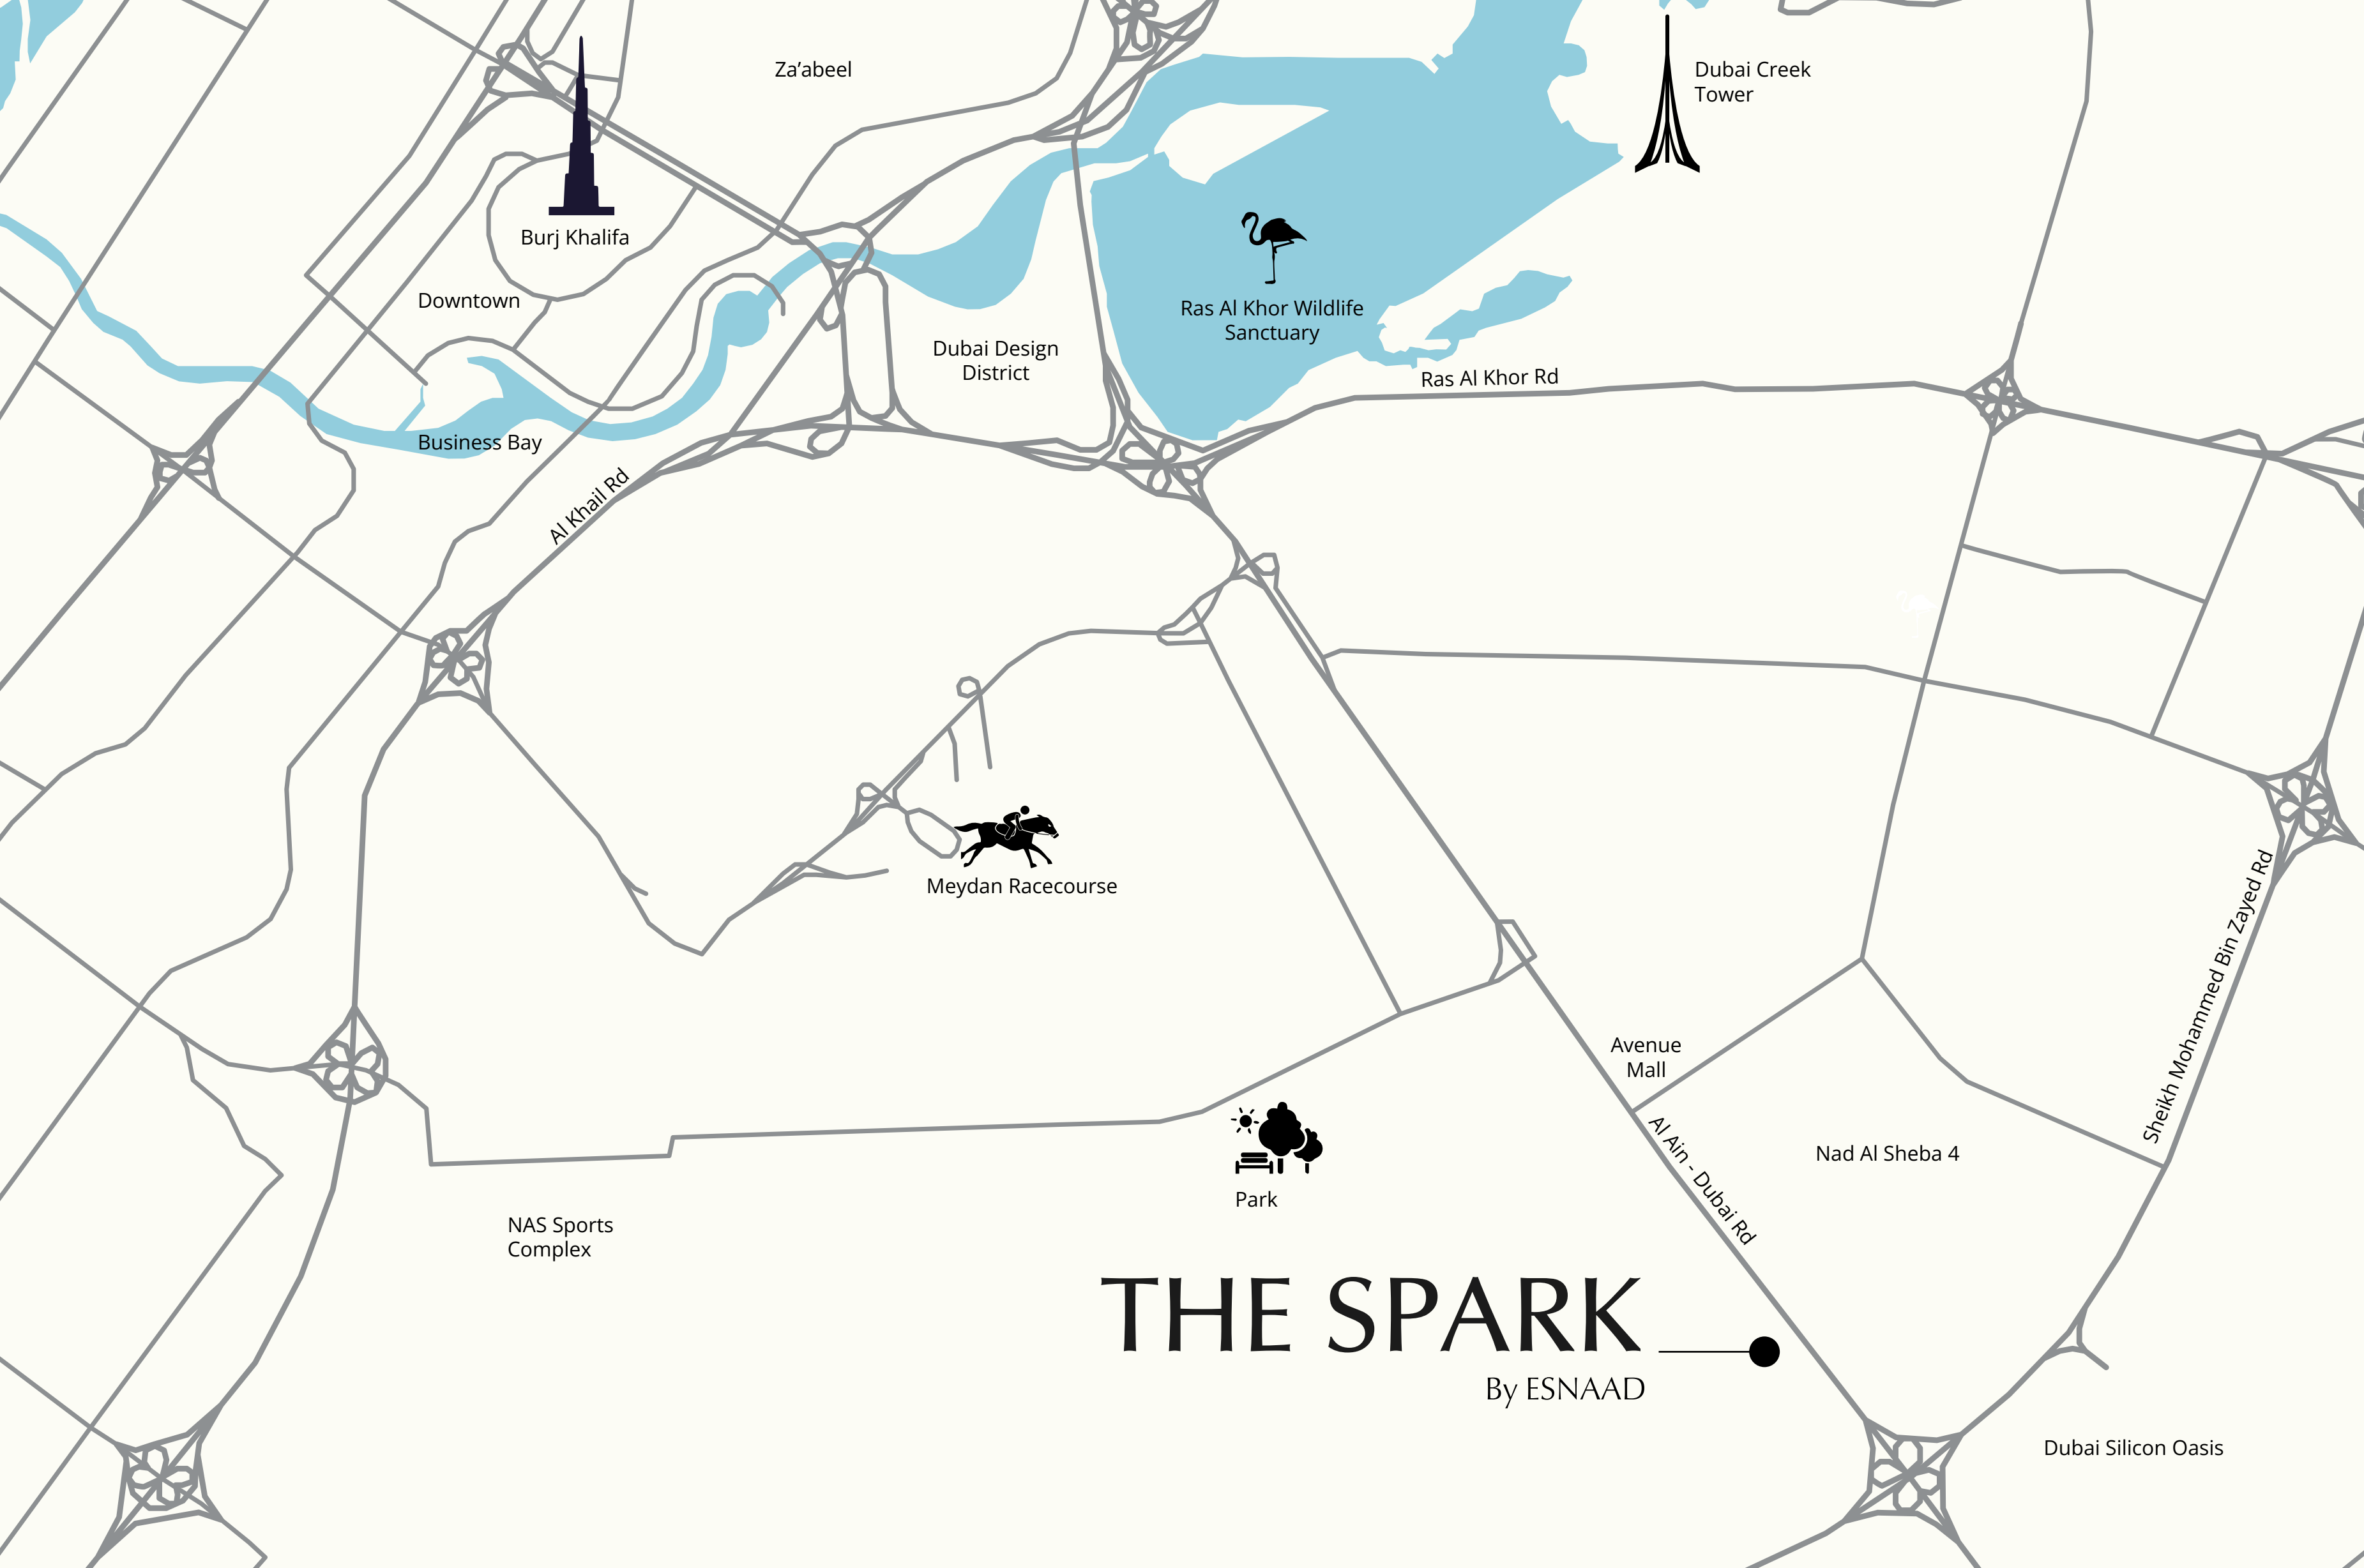 Za’abeel
Dubai Creek
Tower
Burj Khalifa
Downtown
Ras Al Khor Wildlife
Sanctuary
Dubai Design
District
Ras Al Khor Rd
Business Bay
Al Khail Rd
Meydan Racecourse
Sheikh Mohammed Bin Zayed Rd
Avenue
Mall
Al Ain - Dubai Rd
Nad Al Sheba 4
Park
NAS Sports
Complex
THE SPARK
By ESNAAD
Dubai Silicon Oasis